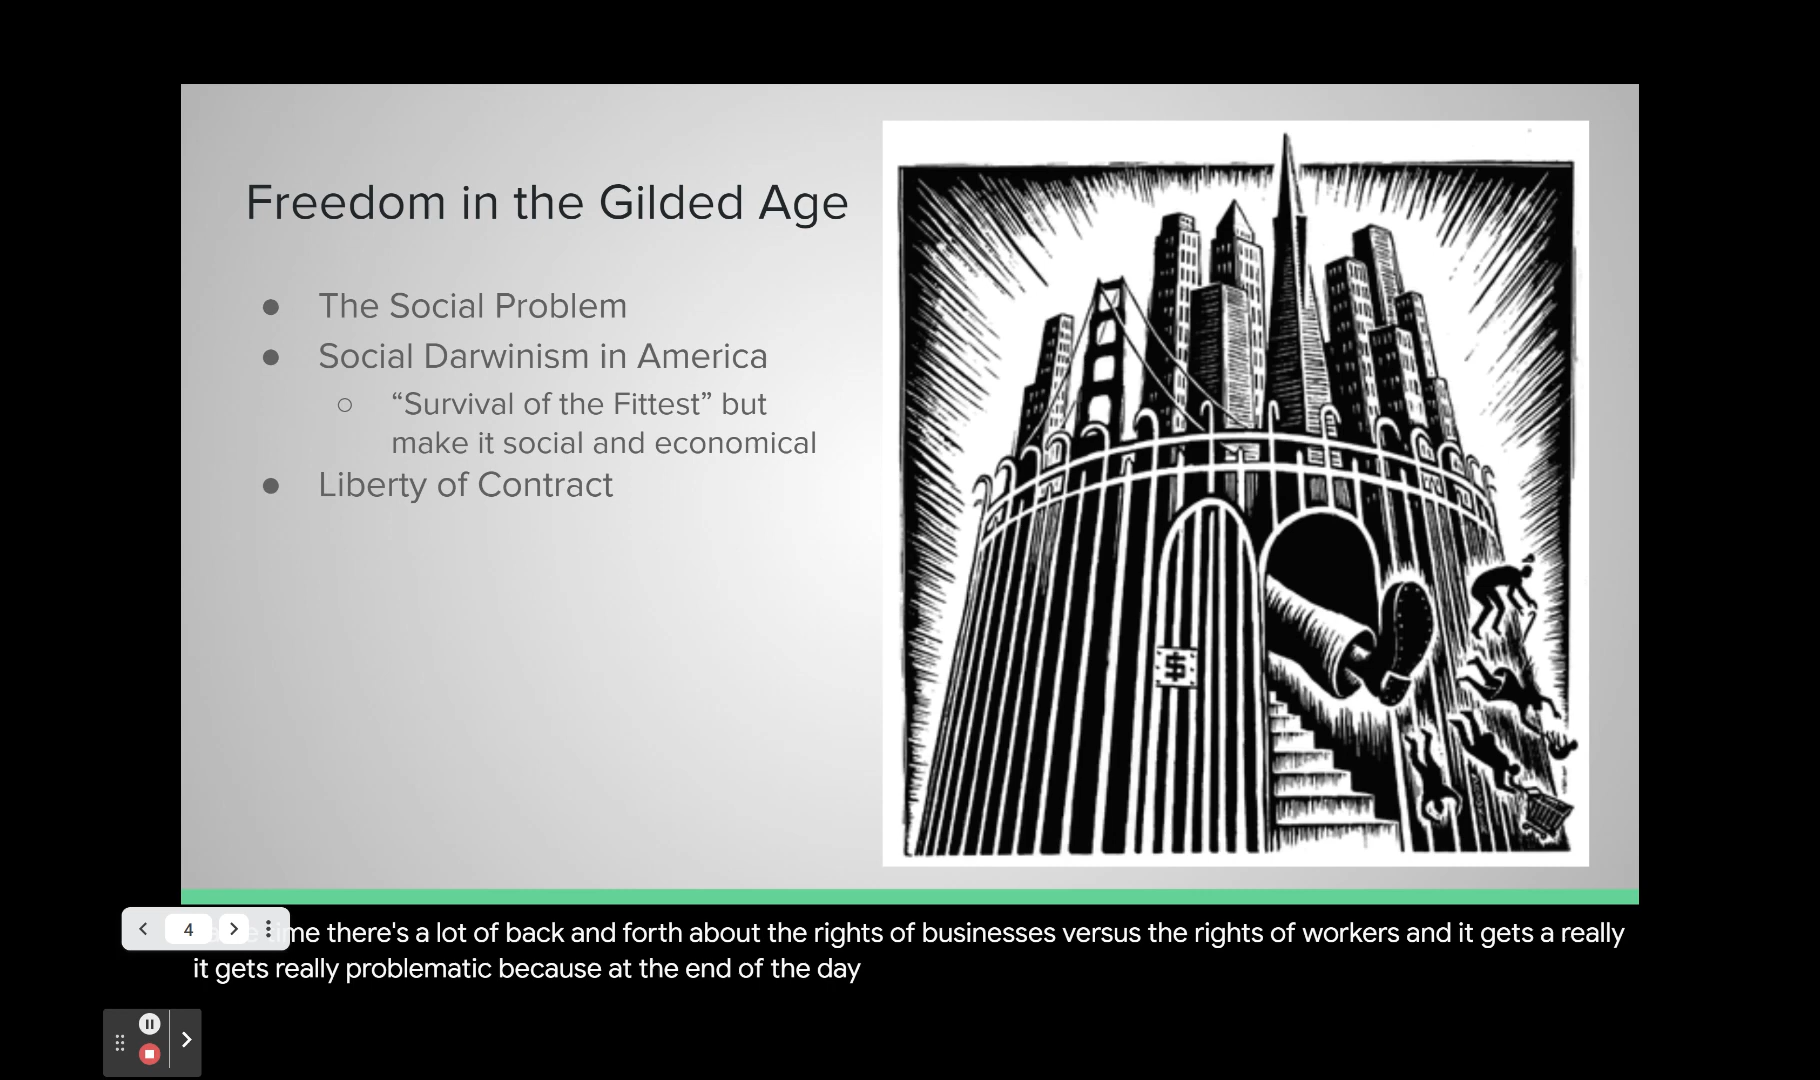 Freedom in the Gilded Age
● The Social Problem
● Social Darwinism in America
○ “Survival of the Fittest” but
make it social and economical
● Liberty of Contract
$
4
time there's a lot of back and forth about the rights of businesses versus the rights of workers and it gets a really
it gets really problematic because at the end of the day